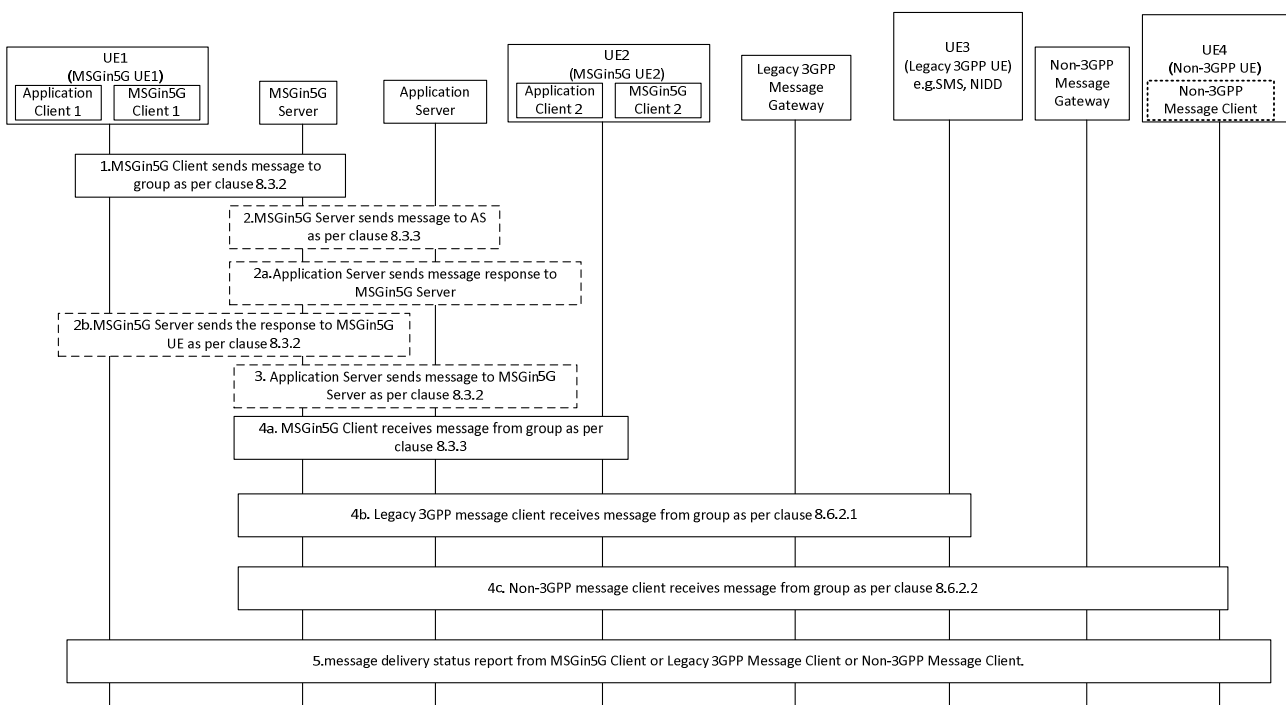 UE1
(MSGin5G UE1)
Application
Client 1
MSGin5G
Client 1
MSGin5G
Server
Application
Server
UE2
(MSGin5G UE2)
Application
Client 2
MSGin5G
Client 2
Legacy 3GPP
Message
Gateway
UE3
(Legacy 3GPP UE)
e.g.SMS, NIDD
Non-3GPP
Message
Gateway
UE4
(Non-3GPP UE)
Non-3GPP
Message Client
1.MSGin5G Client sends message to
group as per clause 8.3.2
2.MSGin5G Server sends message to AS
as per clause 8.3.3
2a.Application Server sends message response to
MSGin5G Server
2b.MSGin5G Server sends the response to MSGin5G
UE as per clause 8.3.2
3. Application Server sends message to MSGin5G
Server as per clause 8.3.2
4a. MSGin5G Client receives message from group as per
clause 8.3.3
4b. Legacy 3GPP message client receives message from group as per clause 8.6.2.1
4c. Non-3GPP message client receives message from group as per clause 8.6.2.2
5.message delivery status report from MSGin5G Client or Legacy 3GPP Message Client or Non-3GPP Message Client.